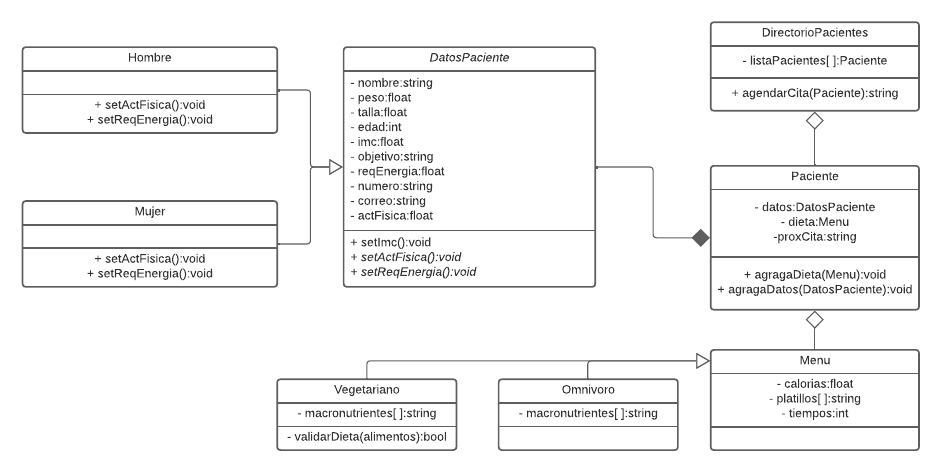 Hombre
+ setActFisica():void
+ setReqEnergia():void
Mujer
+ setActFisica():void
+ setReqEnergia():void
DatosPaciente
- nombre:string
- peso:float
- talla:float
- edad:int
- imc:float
- objetivo:string
- reqEnergia:float
- numero:string
- correo:string
- actFisica:float
+ setImc():void
+ setActFisica():void
+ setReqEnergia():void
DirectorioPacientes
- listaPacientes[ ]:Paciente
+ agendarCita(Paciente):string
Paciente
- datos:DatosPaciente
- dieta:Menu
-proxCita:string
+ agragaDieta(Menu):void
+ agragaDatos(DatosPaciente):void
Vegetariano
- macronutrientes[ ]:string
- validarDieta(alimentos):bool
Omnivoro
- macronutrientes[ ]:string
Menu
- calorias:float
- platillos[ ]:string
- tiempos:int